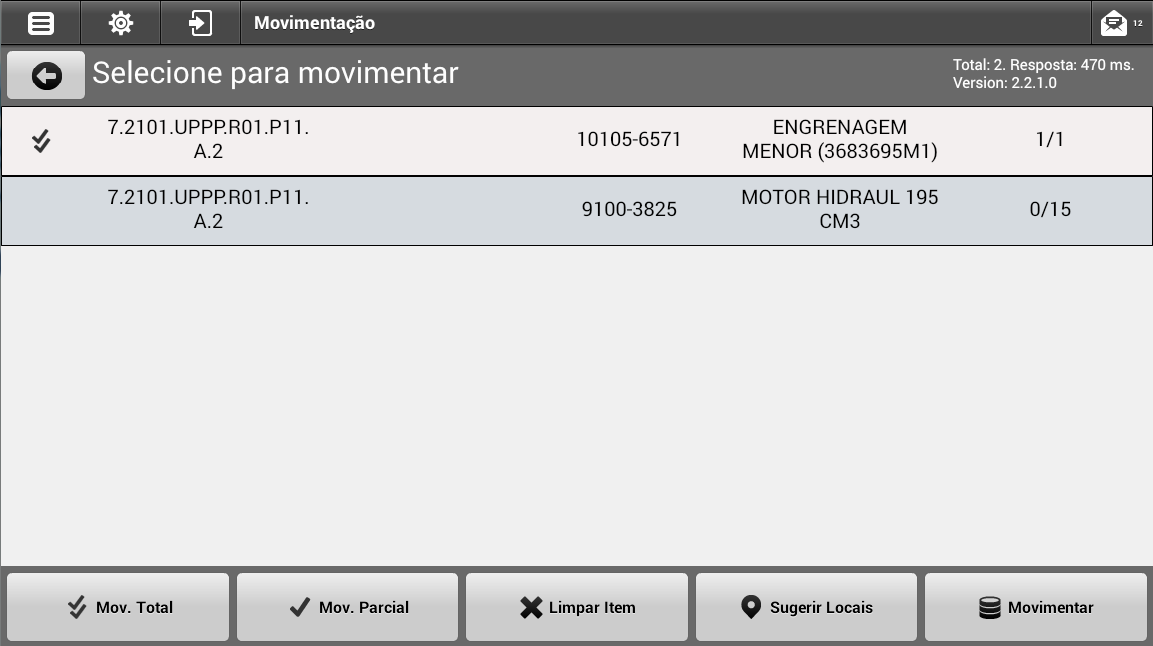 Movimentação
12
Selecione para movimentar
Total: 2. Resposta: 470 ms.
Version: 2.2.1.0
7.2101.UPPP.R01.P11.
A.2
10105-6571
ENGRENAGEM
MENOR (3683695M1)
1/1
7.2101.UPPP.R01.P11.
A.2
9100-3825
MOTOR HIDRAUL 195
CM3
0/15
Mov. Total
Mov. Parcial
Limpar Item
Sugerir Locais
Movimentar